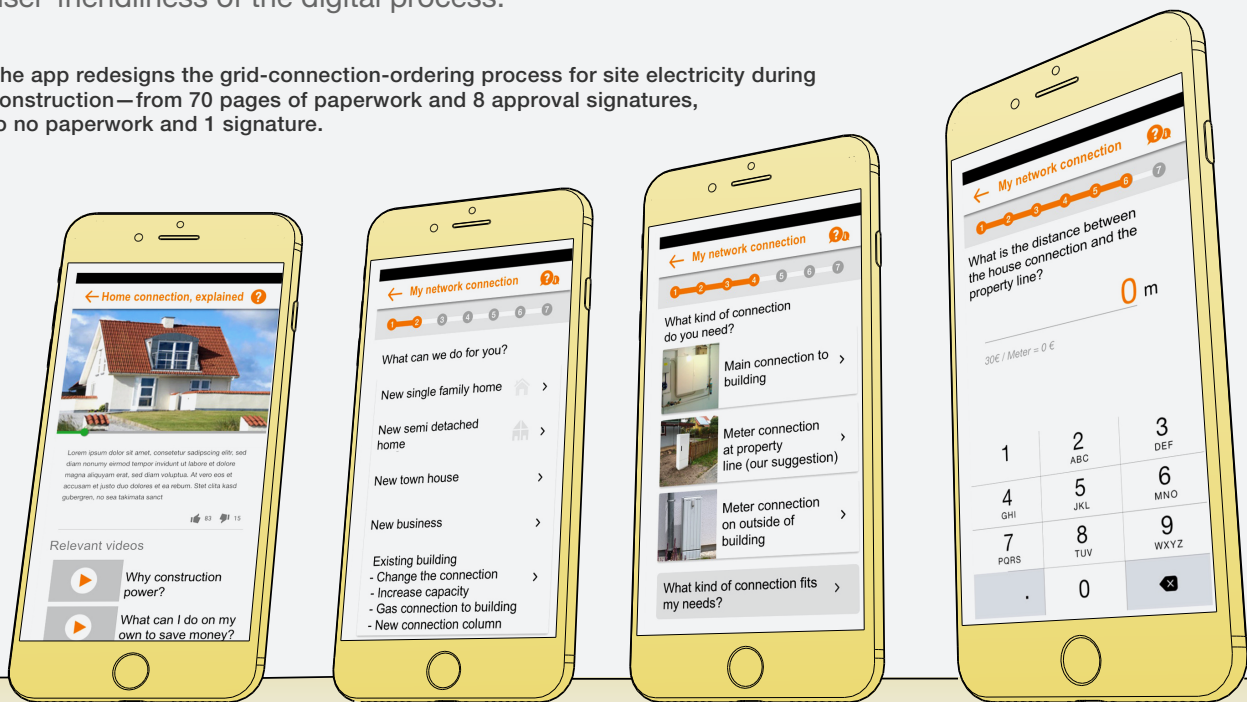 user-friendliness of the digital process.
he app redesigns the grid-connection-ordering process for site electricity during
onstruction—from 70 pages of paperwork and 8 approval signatures,
o no paperwork and 1 signature.
Home connection, explained ?
Lorem ipsum dolor sit amet, consetetur sadipscing elitr, sed
diam nonumy eirmod tempor invidunt ut labore et dolore
magna aliquyam erat, sed diam voluptua. At vero eos et
accusam et justo duo dolores et ea rebum. Stet clita kasd
gubergren, no sea takimata sanct
83 15
Relevant videos
Why construction
power?
What can I do on my
own to save money?
My network connection ?
1 2 3 4 5 6 7
What can we do for you?
New single family home
New semi detached
home
New town house
New business
Existing building
- Change the connection
- Increase capacity
- Gas connection to building
- New connection column
My network connection ?
1 2 3 4 5 6 7
What kind of connection
do you need?
Main connection to
building
Meter connection
at property
line (our suggestion)
Meter connection
on outside of
building
What kind of connection fits
my needs?
My network connection ?
1 2 3 4 5 6 7
What is the distance between
the house connection and the
property line?
0 m
30€ / Meter = 0 €
1 2 3
ABC DEF
4 5 6
GHI JKL MNO
7 8 9
PQRS TUV WXYZ
. 0